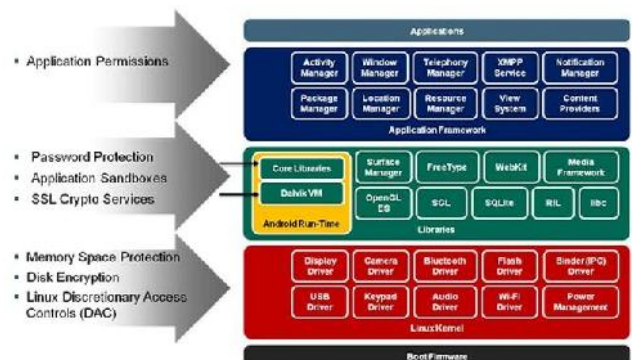 Applications
▪ Application Permissions
Activity Manager
Window Manager
Telephony Manager
XMPP Service
Notification Manager
Package Manager
Location Manager
Resource Manager
View System
Content Providers
Application Framework
▪ Password Protection
▪ Application Sandboxes
▪ SSL Crypto Services
Core Libraries
Dalvik VM
Android Run-Time
Surface Manager
FreeType
WebKit
Media Framework
OpenGL ES
SGL
SQLite
RIL
libc
Libraries
▪ Memory Space Protection
▪ Disk Encryption
▪ Linux Discretionary Access
Controls (DAC)
Display Driver
Camera Driver
Bluetooth Driver
Flash Driver
Binder (IPC) Driver
USB Driver
Keypad Driver
Audio Driver
Wi-Fi Driver
Power Management
Linux Kernel
Boot Firmware